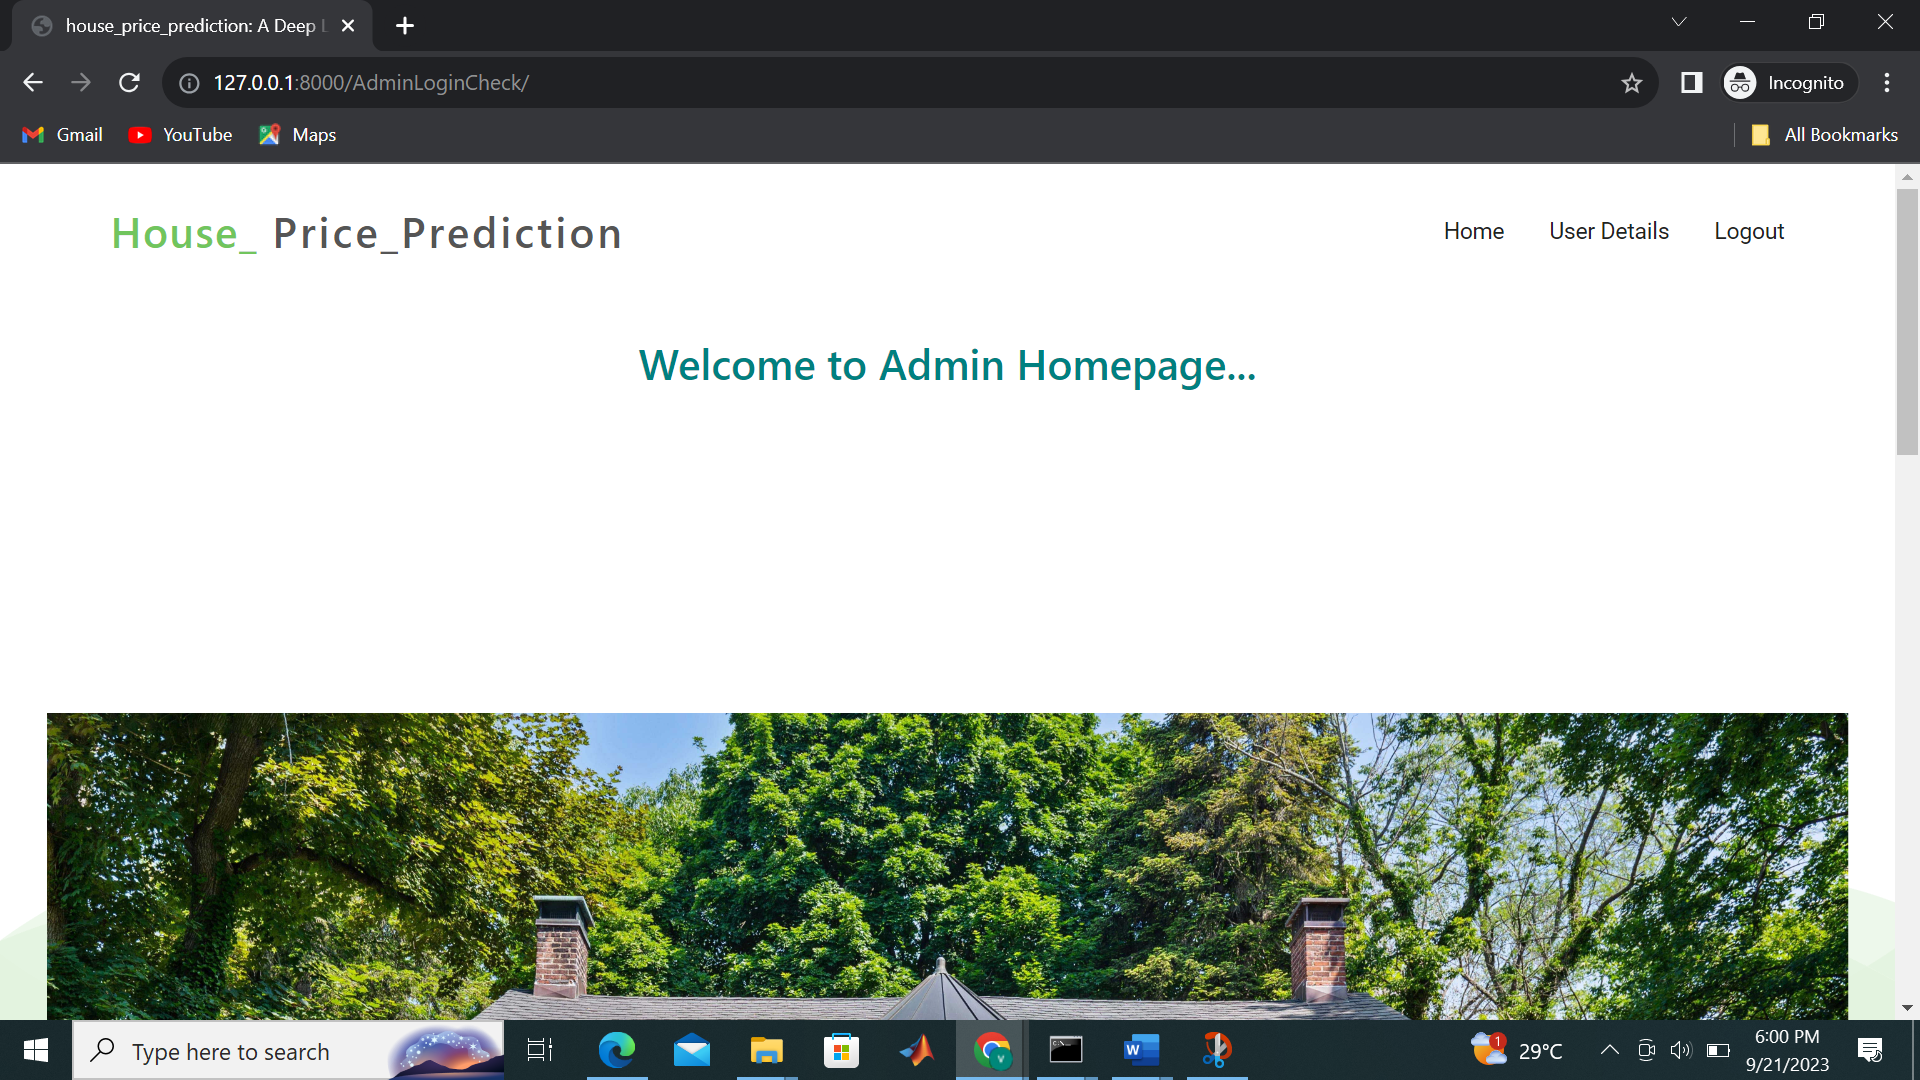 house_price_prediction: A Deep
127.0.0.1:8000/AdminLoginCheck/
Incognito
Gmail
YouTube
Maps
All Bookmarks
House_ Price_Prediction
Home
User Details
Logout
Welcome to Admin Homepage...
Type here to search
1
29°C
6:00 PM
9/21/2023